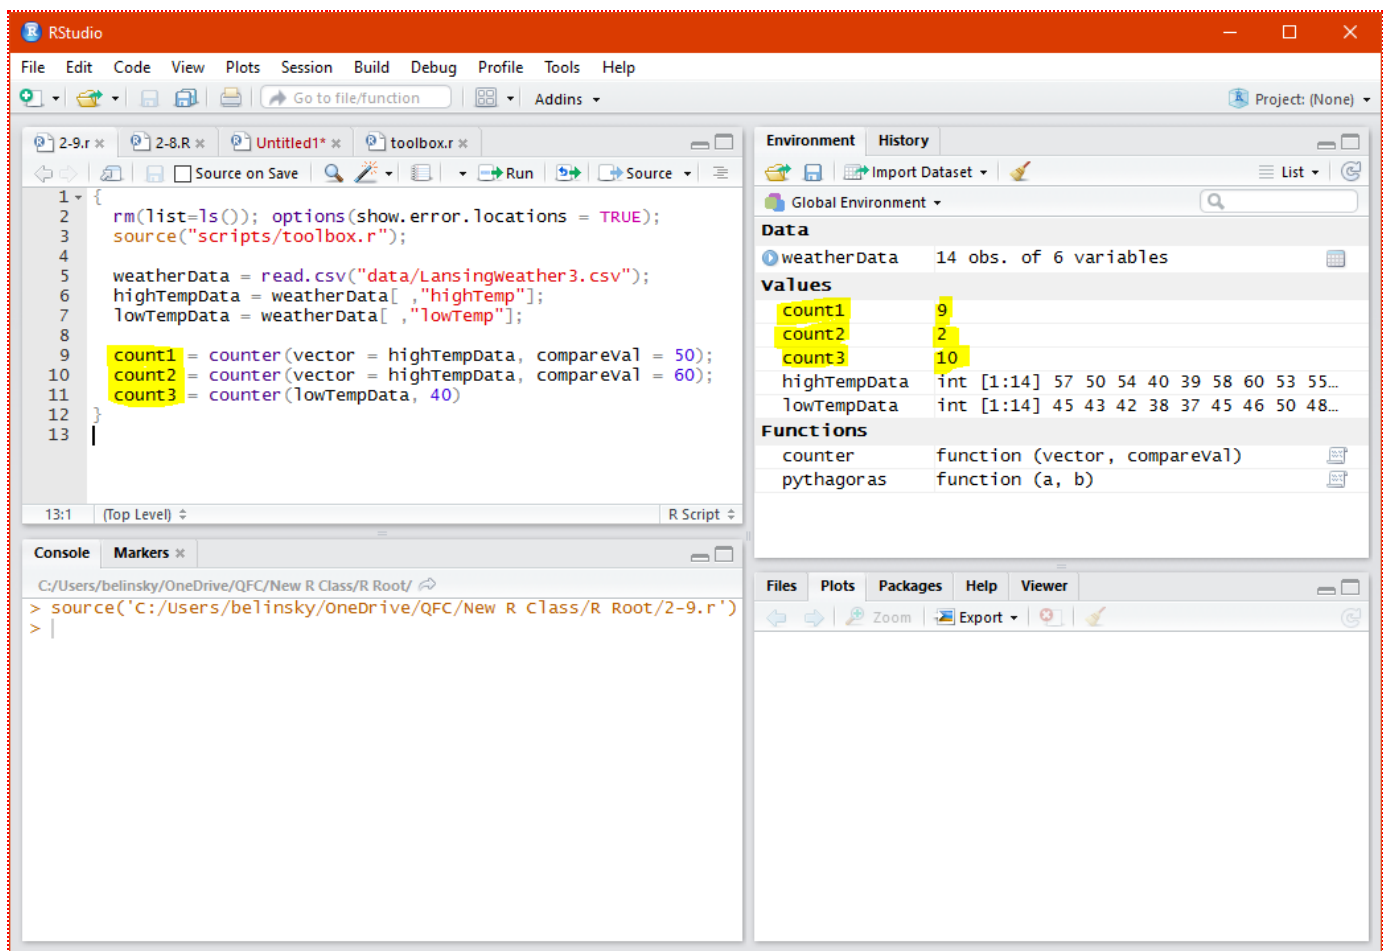 RStudio
File Edit Code View Plots Session Build Debug Profile Tools Help
Go to file/function Addins Project: (None)
2-9.r 2-8.R Untitled1* toolbox.r
Source on Save Run Source
1 {
2 rm(list=ls()); options(show.error.locations = TRUE);
3 source("scripts/toolbox.r");
4
5 weatherData = read.csv("data/LansingWeather3.csv");
6 highTempData = weatherData[ ,"highTemp"];
7 lowTempData = weatherData[ ,"lowTemp"];
8
9 count1 = counter(vector = highTempData, compareVal = 50);
10 count2 = counter(vector = highTempData, compareVal = 60);
11 count3 = counter(lowTempData, 40)
12 }
13
13:1 (Top Level) R Script
Console Markers
C:/Users/belinsky/OneDrive/QFC/New R Class/R Root/
> source('C:/Users/belinsky/OneDrive/QFC/New R Class/R Root/2-9.r')
>
Environment History
Import Dataset List
Global Environment
Data
weatherData 14 obs. of 6 variables
Values
count1 9
count2 2
count3 10
highTempData int [1:14] 57 50 54 40 39 58 60 53 55…
lowTempData int [1:14] 45 43 42 38 37 45 46 50 48…
Functions
counter function (vector, compareVal)
pythagoras function (a, b)
Files Plots Packages Help Viewer
Zoom Export